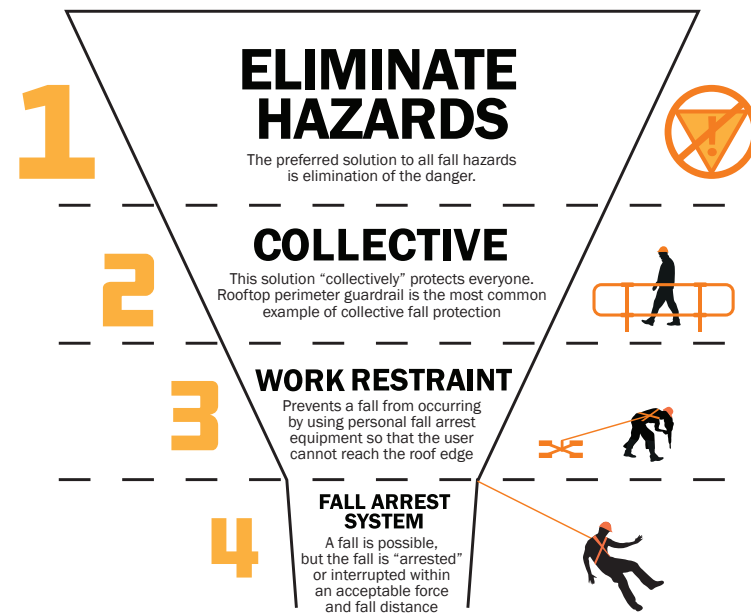 1
ELIMINATE
HAZARDS
The preferred solution to all fall hazards
is elimination of the danger.
2
COLLECTIVE
This solution “collectively” protects everyone.
Rooftop perimeter guardrail is the most common
example of collective fall protection
3
WORK RESTRAINT
Prevents a fall from occurring
by using personal fall arrest
equipment so that the user
cannot reach the roof edge
4
FALL ARREST
SYSTEM
A fall is possible,
but the fall is “arrested”
or interrupted within
an acceptable force
and fall distance
!